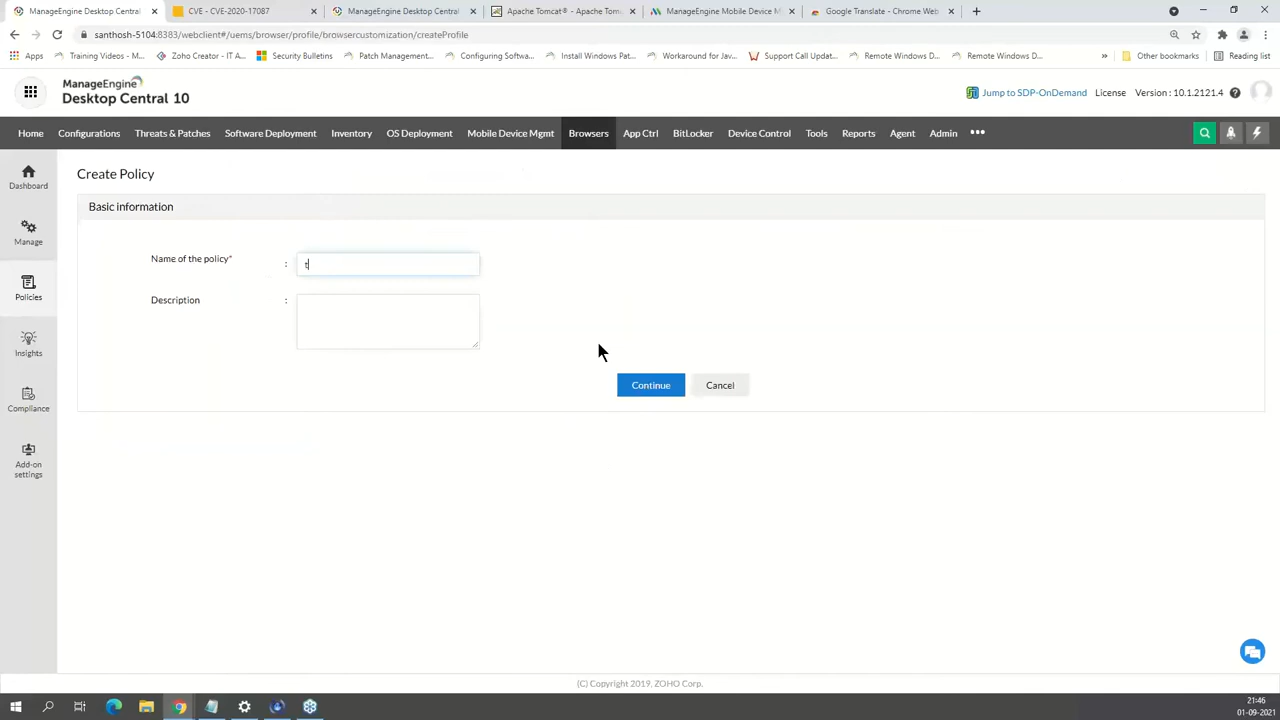 ManageEngine Desktop Central
CVE - CVE-2020-17087
ManageEngine Desktop Central
Apache Tomcat® - Apache Tom
ManageEngine Mobile Device M
Google Translate - Chrome Web
santhosh-5104:8383/webclient#/uems/browser/profile/browsercustomization/createProfile
Apps
Training Videos - M...
Zoho Creator - IT A...
Security Bulletins
Patch Management...
Configuring Softwa...
Install Windows Pat...
Workaround for Jav...
Support Call Updat...
Remote Windows D...
Remote Windows D...
»
Other bookmarks
Reading list
ManageEngine
Desktop Central 10
Jump to SDP-OnDemand
License
Version : 10.1.2121.4
Home
Configurations
Threats & Patches
Software Deployment
Inventory
OS Deployment
Mobile Device Mgmt
Browsers
App Ctrl
BitLocker
Device Control
Tools
Reports
Agent
Admin
Dashboard
Manage
Policies
Insights
Compliance
Add-on
settings
Create Policy
Basic information
Name of the policy*
:
t
Description
:
Continue
Cancel
(C) Copyright 2019, ZOHO Corp.
21:46
01-09-2021